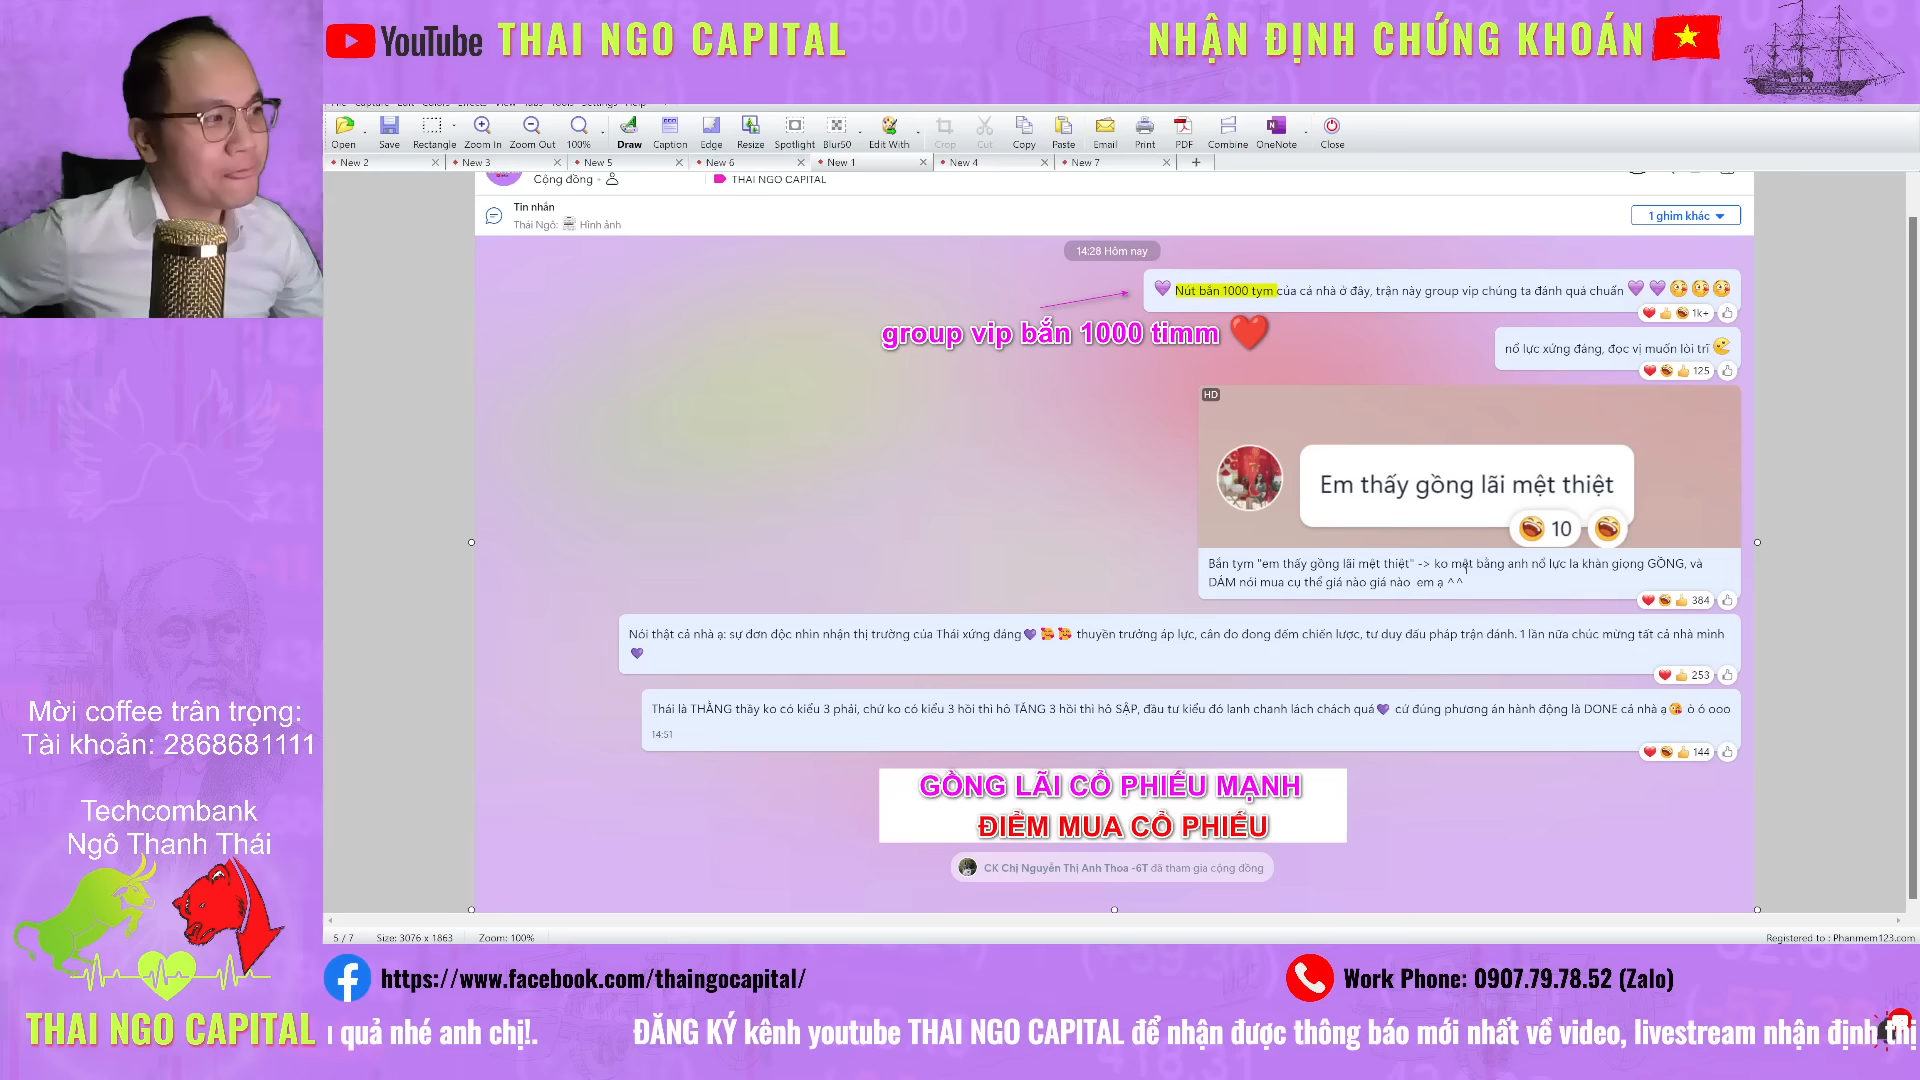 YouTube THAI NGO CAPITAL
NHẬN ĐỊNH CHỨNG KHOÁN
File Capture Edit Colors Effects View Tabs Tools Settings Help
Open Save Rectangle Zoom In Zoom Out 100% Draw Caption Edge Resize Spotlight Blur50 Edit With Crop Cut Copy Paste Email Print PDF Combine OneNote Close
New 2 New 3 New 5 New 6 New 1 New 4 New 7
Cộng đồng
THAI NGO CAPITAL
Tin nhắn
Thái Ngô: Hình ảnh
1 ghim khác
14:28 Hôm nay
💜 Nút bắn 1000 tym của cả nhà ở đây, trận này group vip chúng ta đánh quá chuẩn 💜 💜 😘😘😘
1k+
group vip bắn 1000 timm ❤️
nổ lực xứng đáng, đọc vị muốn lòi trĩ
125
HD
Em thấy gồng lãi mệt thiệt
10
Bắn tym "em thấy gồng lãi mệt thiệt" -> ko mệt bằng anh nổ lực la khàn giọng GỒNG, và
DÁM nói mua cụ thể giá nào giá nào em ạ ^^
384
Nói thật cả nhà ạ: sự đơn độc nhìn nhận thị trường của Thái xứng đáng💜 🥰 🥰 thuyền trưởng áp lực, cân đo đong đếm chiến lược, tư duy đấu pháp trận đánh. 1 lần nữa chúc mừng tất cả nhà mình
💜
253
Thái là THẰNG thầy ko có kiểu 3 phải, chứ ko có kiểu 3 hồi thì hô TĂNG 3 hồi thì hô SẬP, đầu tư kiểu đó lanh chanh lách chách quá💜 cứ đúng phương án hành động là DONE cả nhà ạ😘 ò ó ooo
14:51
144
GỒNG LÃI CỔ PHIẾU MẠNH
ĐIỂM MUA CỔ PHIẾU
CK Chị Nguyễn Thị Anh Thoa -6T đã tham gia cộng đồng
5 / 7 Size: 3076 x 1863 Zoom: 100%
Registered to : Phanmem123.com
Mời coffee trân trọng:
Tài khoản: 2868681111
Techcombank
Ngô Thanh Thái
THAI NGO CAPITAL
https://www.facebook.com/thaingocapital/
Work Phone: 0907.79.78.52 (Zalo)
quả nhé anh chị!. ĐĂNG KÝ kênh youtube THAI NGO CAPITAL để nhận được thông báo mới nhất về video, livestream nhận định thị